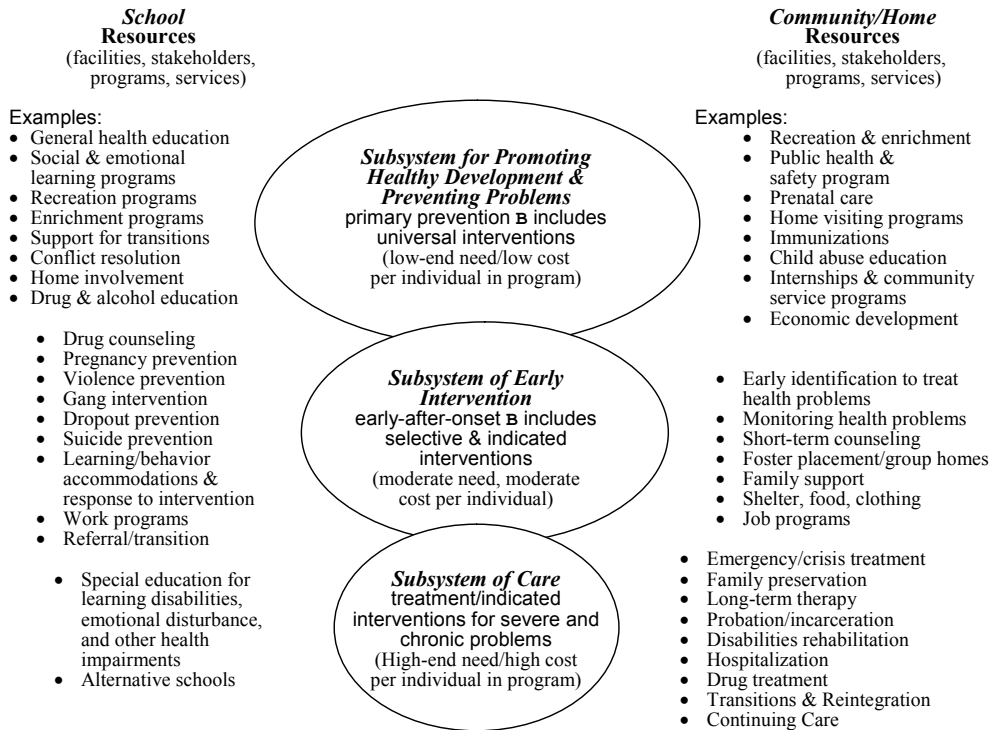 School
Resources
(facilities, stakeholders,
programs, services)
Examples:
• General health education
• Social & emotional
learning programs
• Recreation programs
• Enrichment programs
• Support for transitions
• Conflict resolution
• Home involvement
• Drug & alcohol education
• Drug counseling
• Pregnancy prevention
• Violence prevention
• Gang intervention
• Dropout prevention
• Suicide prevention
• Learning/behavior
accommodations &
response to intervention
• Work programs
• Referral/transition
• Special education for
learning disabilities,
emotional disturbance,
and other health
impairments
• Alternative schools
Subsystem for Promoting
Healthy Development &
Preventing Problems
primary prevention B includes
universal interventions
(low-end need/low cost
per individual in program)
Subsystem of Early
Intervention
early-after-onset B includes
selective & indicated
interventions
(moderate need, moderate
cost per individual)
Subsystem of Care
treatment/indicated
interventions for severe and
chronic problems
(High-end need/high cost
per individual in program)
Community/Home
Resources
(facilities, stakeholders,
programs, services)
Examples:
• Recreation & enrichment
• Public health &
safety program
• Prenatal care
• Home visiting programs
• Immunizations
• Child abuse education
• Internships & community
service programs
• Economic development
• Early identification to treat
health problems
• Monitoring health problems
• Short-term counseling
• Foster placement/group homes
• Family support
• Shelter, food, clothing
• Job programs
• Emergency/crisis treatment
• Family preservation
• Long-term therapy
• Probation/incarceration
• Disabilities rehabilitation
• Hospitalization
• Drug treatment
• Transitions & Reintegration
• Continuing Care